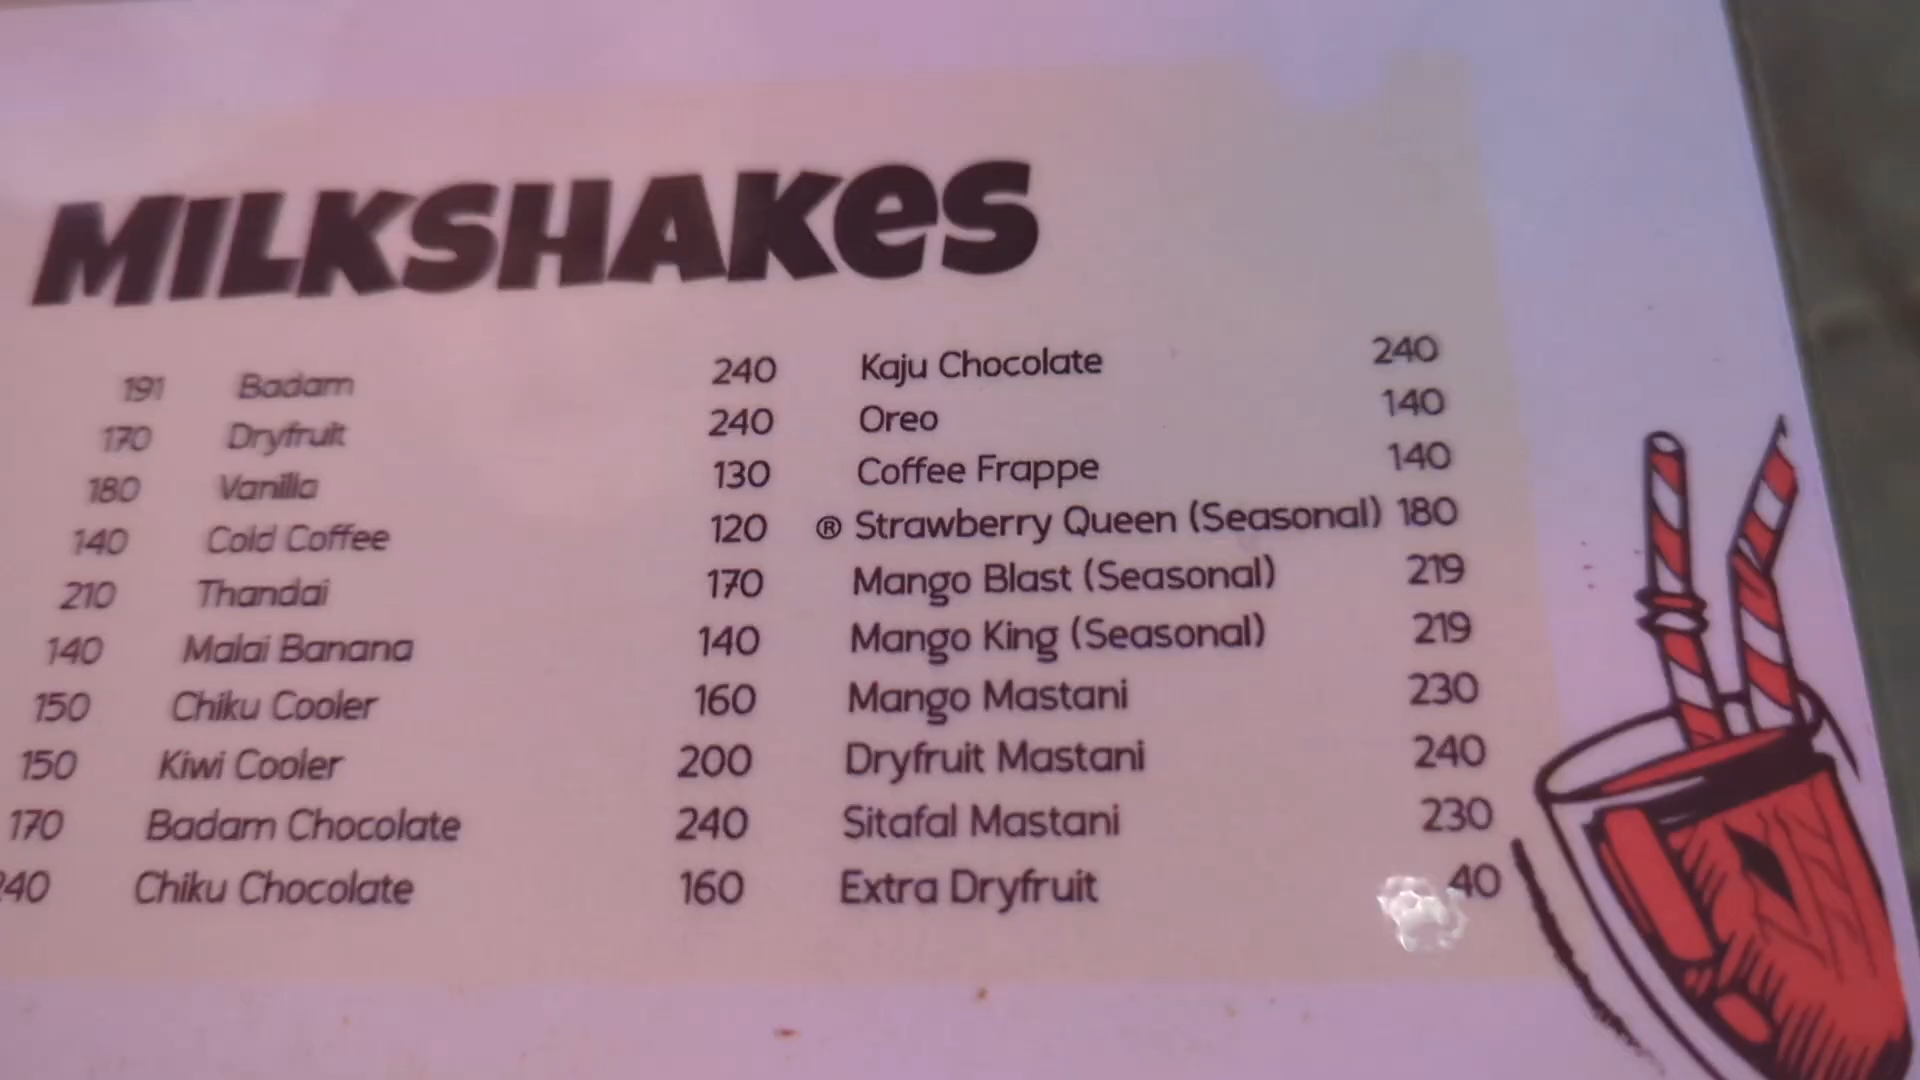 MILKSHAKES
191 Badam 240 Kaju Chocolate 240
170 Dryfruit 240 Oreo 140
180 Vanilla 130 Coffee Frappe 140
140 Cold Coffee 120 ® Strawberry Queen (Seasonal) 180
210 Thandai 170 Mango Blast (Seasonal) 219
140 Malai Banana 140 Mango King (Seasonal) 219
150 Chiku Cooler 160 Mango Mastani 230
150 Kiwi Cooler 200 Dryfruit Mastani 240
170 Badam Chocolate 240 Sitafal Mastani 230
Chiku Chocolate 160 Extra Dryfruit 40